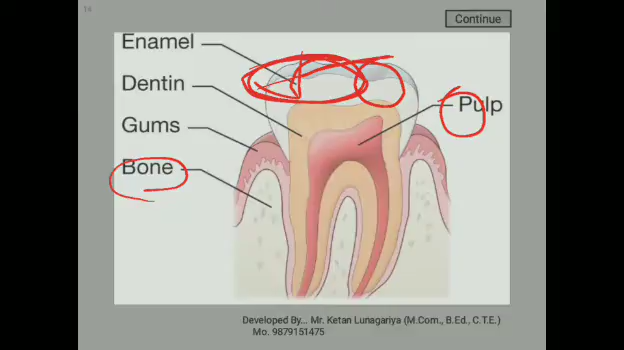 14
Continue
Enamel
Dentin
Pulp
Gums
Bone
Developed By... Mr. Ketan Lunagariya (M.Com., B.Ed., C.T.E.)
Mo. 9879151475